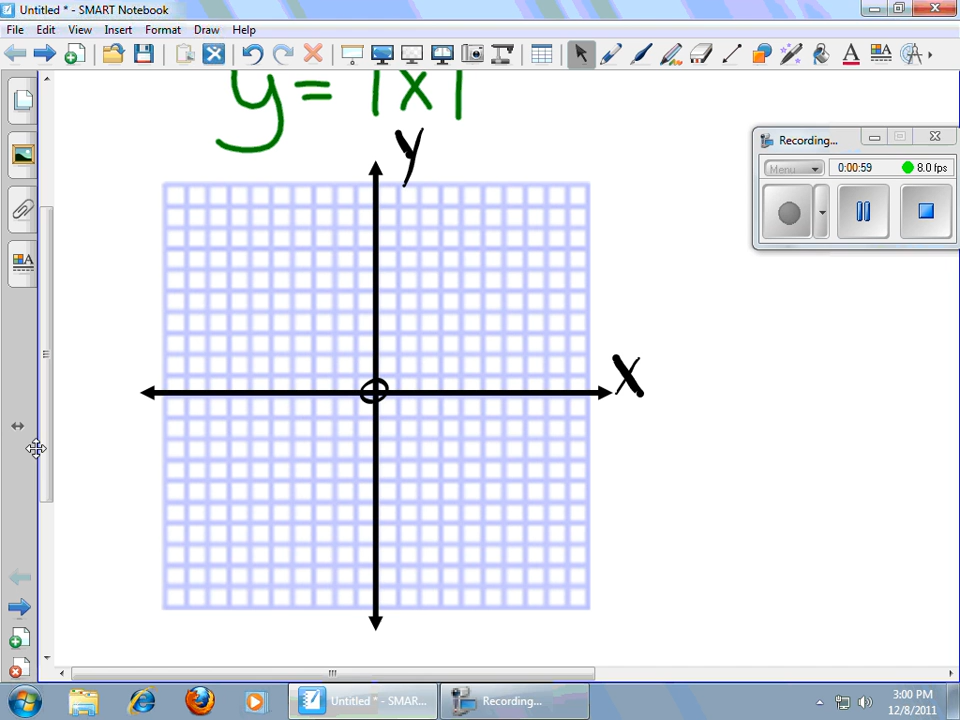 Untitled * - SMART Notebook
File Edit View Insert Format Draw Help
y = |x|
y
x
Recording...
Menu
0:00:59
8.0 fps
Untitled * - SMAR...
Recording...
3:00 PM
12/8/2011